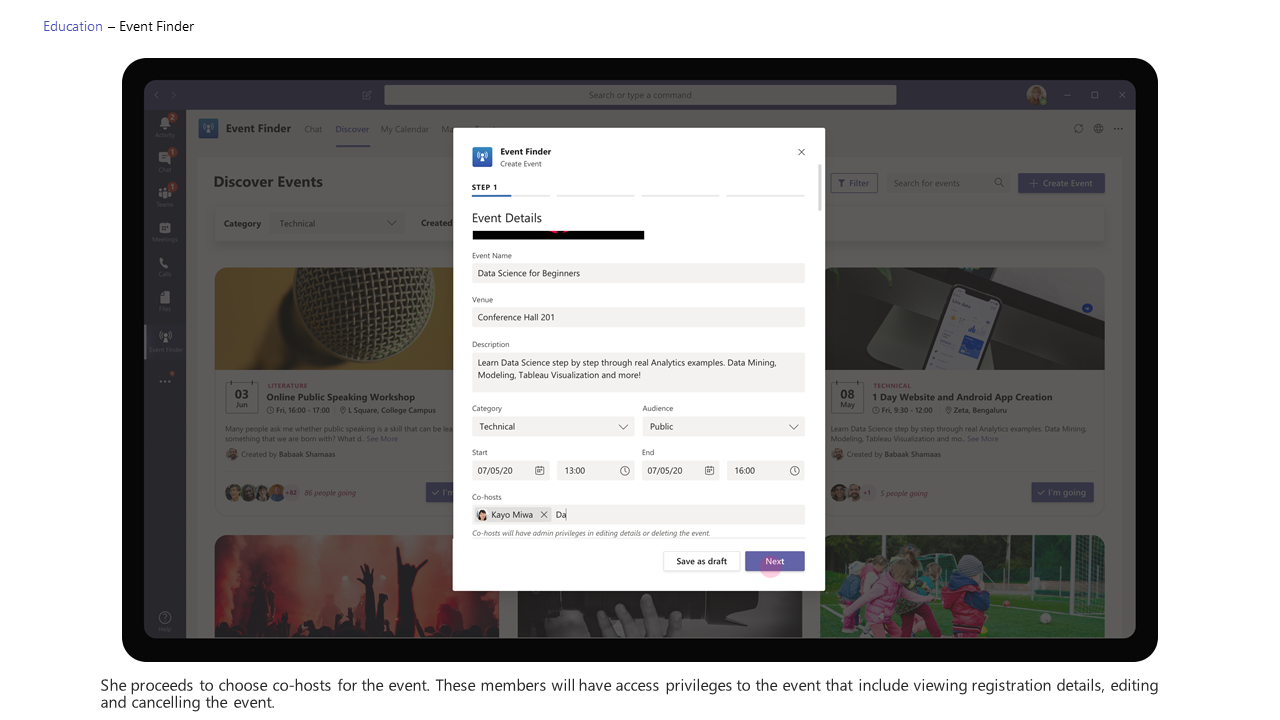 Education – Event Finder
Search or type a command
Activity
2
Chat
1
Teams
1
Meetings
Calls
Files
Event Finder
Help
Event Finder
Chat
Discover
My Calendar
Discover Events
Filter
Search for events
+ Create Event
Category
Technical
Created
03
Jun
LITERATURE
Online Public Speaking Workshop
Fri, 16:00 - 17:00
L Square, College Campus
Many people ask me whether public speaking is a skill that can be
something that we are born with? What d.. See More
Created by Babaak Shamaas
+82
86 people going
08
May
TECHNICAL
1 Day Website and Android App Creation
Fri, 9:30 - 12:00
Zeta, Bengaluru
Learn Data Science step by step through real Analytics examples. Data Mining,
Modeling, Tableau Visualization and mo.. See More
Created by Babaak Shamaas
+1
5 people going
I'm going
Event Finder
Create Event
STEP 1
Event Details
Event Name
Data Science for Beginners
Venue
Conference Hall 201
Description
Learn Data Science step by step through real Analytics examples. Data Mining,
Modeling, Tableau Visualization and more!
Category
Audience
Technical
Public
Start
End
07/05/20
13:00
07/05/20
16:00
Co-hosts
Kayo Miwa
Da
Co-hosts will have admin privileges in editing details or deleting the event.
Save as draft
Next
She proceeds to choose co-hosts for the event. These members will have access privileges to the event that include viewing registration details, editing
and cancelling the event.